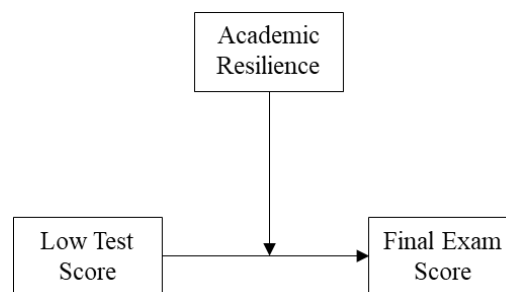 Academic
Resilience
Low Test
Score
Final Exam
Score